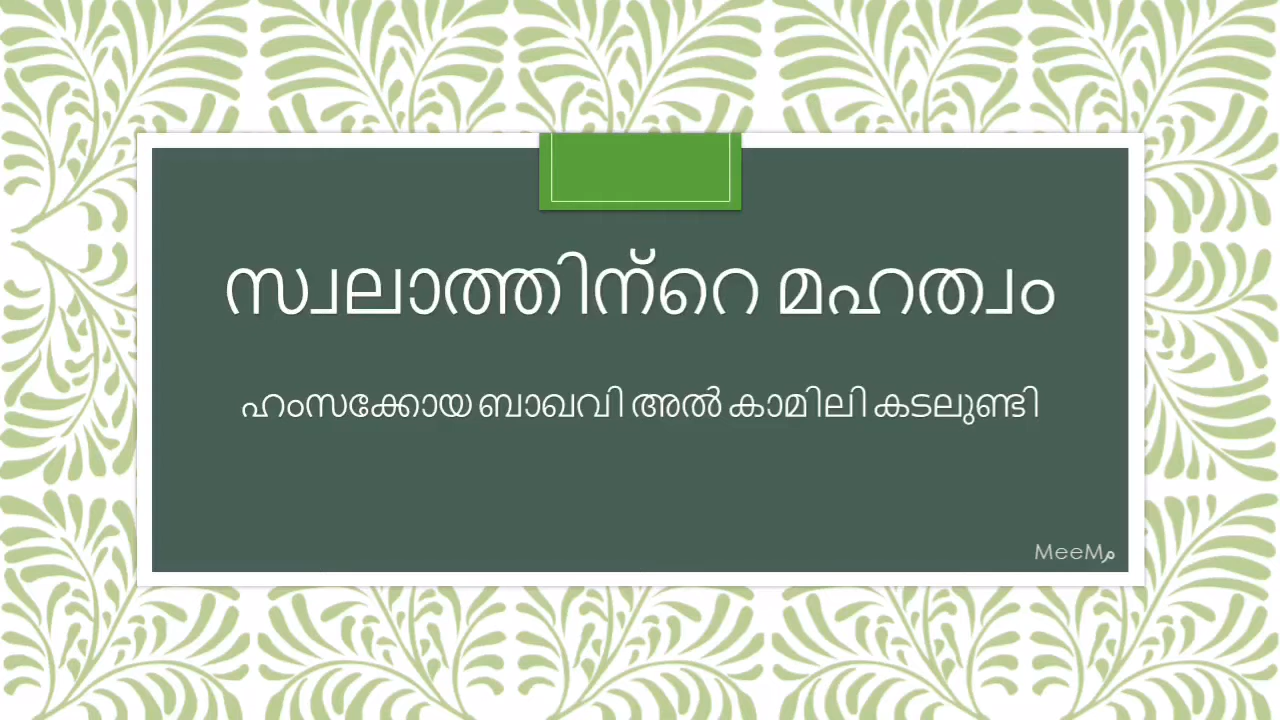 സ്വലാത്തിന്റെ മഹത്വം
ഹംസക്കോയ ബാഖവി അൽ കാമിലി കടലുണ്ടി
MeeMم